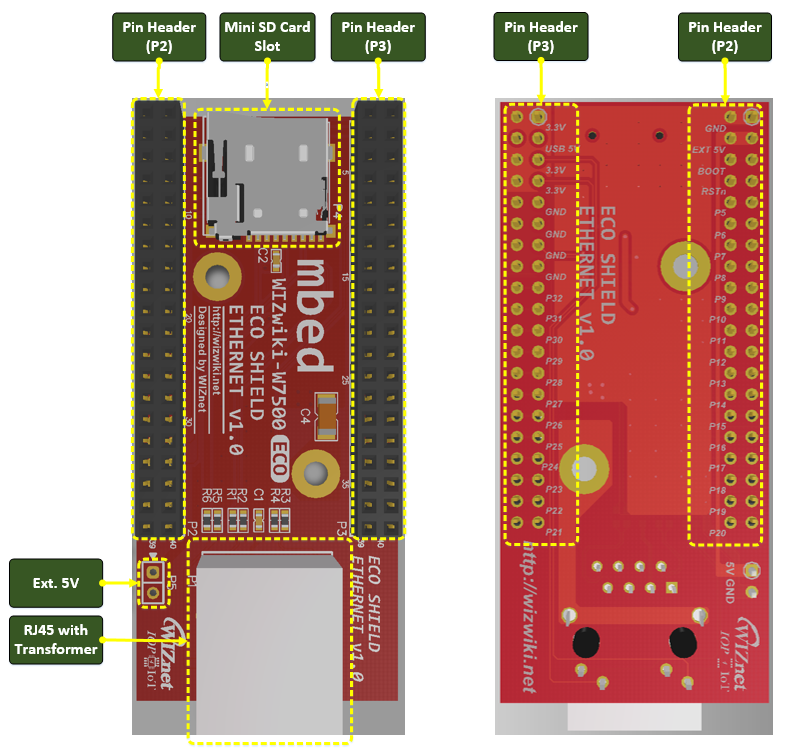 Pin Header
(P2)
Mini SD Card
Slot
Pin Header
(P3)
Pin Header
(P3)
Pin Header
(P2)
5
10
15
20
25
30
35
P4
C2
mbed
WIZwiki-W7500
ECO
ECO SHIELD
ETHERNET V1.0
http://wizwiki.net
Designed by WIZnet
C4
R6
R5
R1
R2
C1
R4
R3
P2
P3
39
40
39
40
P1
P5
ECO SHIELD
ETHERNET V1.0
WIZnet
IOP IoT
Ext. 5V
RJ45 with
Transformer
3.3V
USB 5V
3.3V
3.3V
GND
GND
GND
GND
P32
P31
P30
P29
P28
P27
P26
P25
P24
P23
P22
P21
GND
EXT 5V
BOOT
RSTn
P5
P6
P7
P8
P9
P10
P11
P12
P13
P14
P15
P16
P17
P18
P19
P20
ECO SHIELD
ETHERNET V1.0
http://wizwiki.net
5V GND
WIZnet
IOP IoT